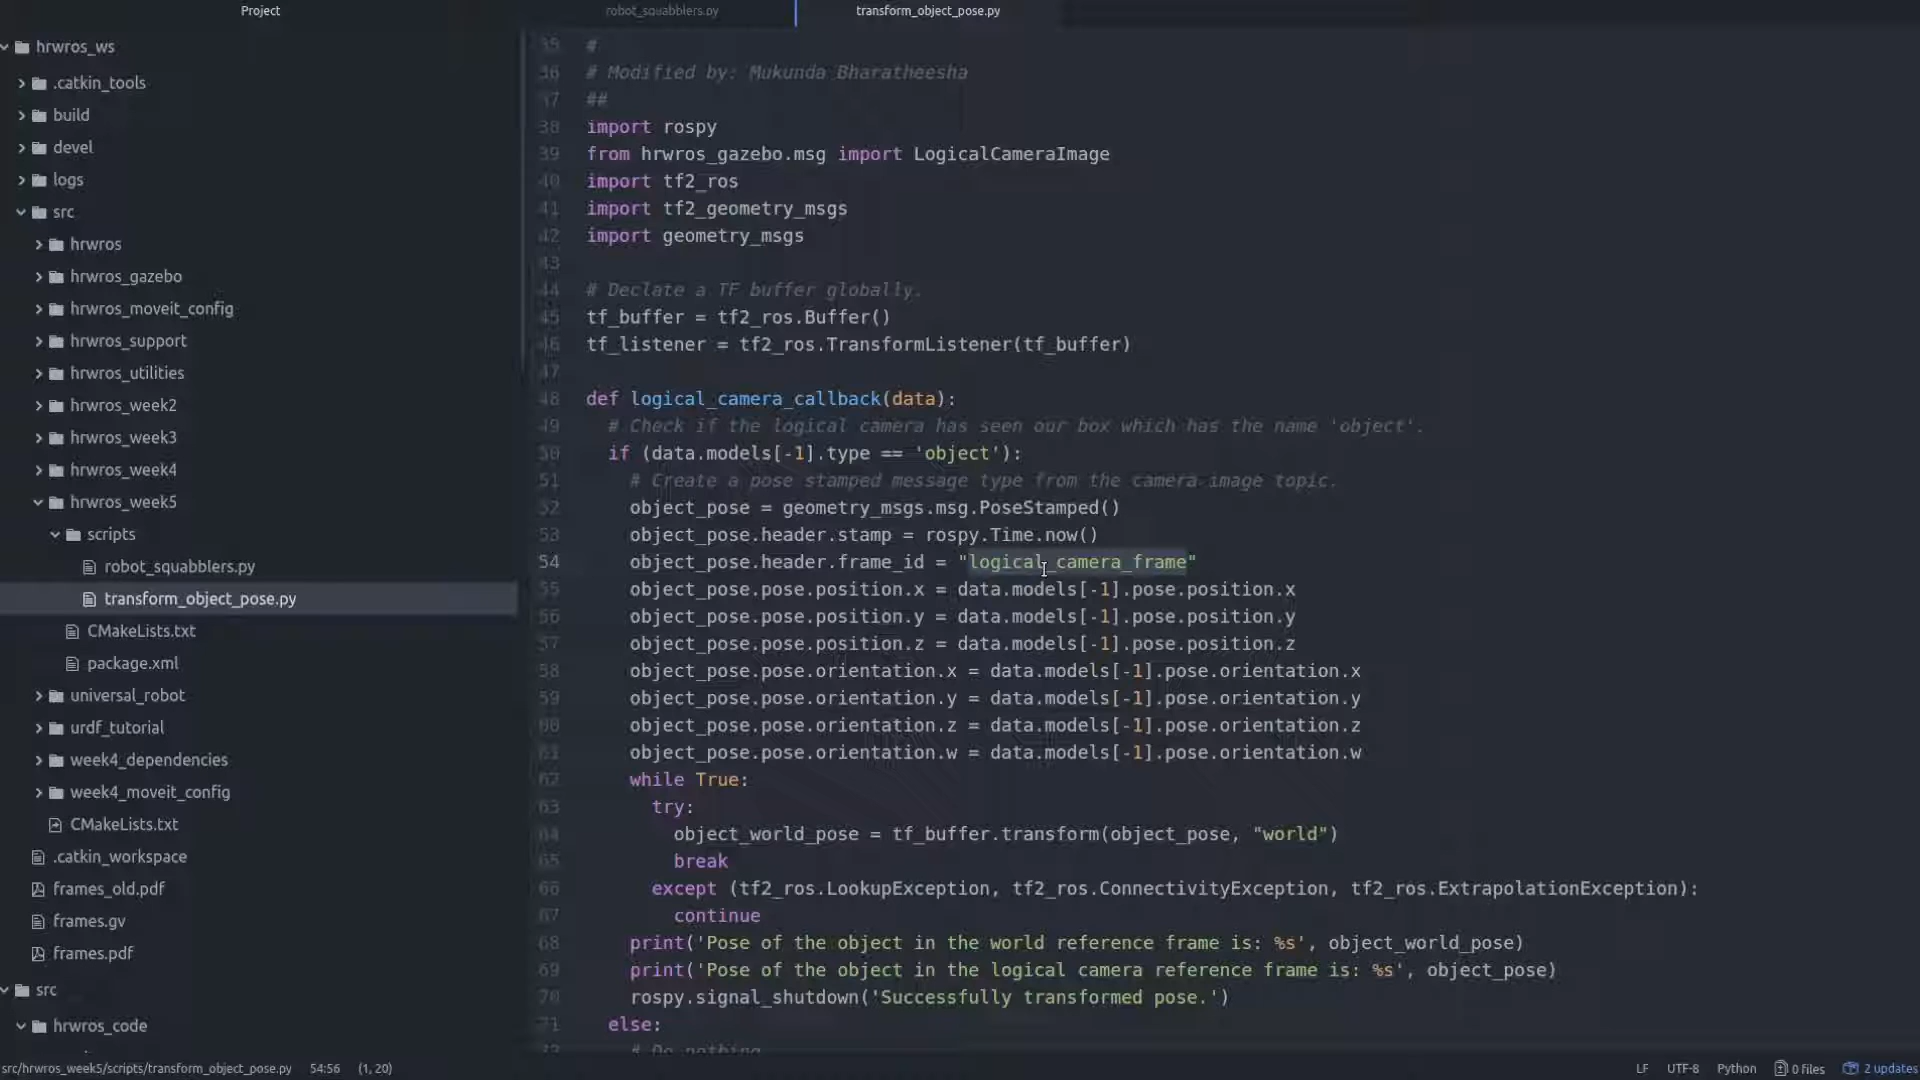 Project
robot_squabblers.py
transform_object_pose.py
hrwros_ws
.catkin_tools
build
devel
logs
src
hrwros
hrwros_gazebo
hrwros_moveit_config
hrwros_support
hrwros_utilities
hrwros_week2
hrwros_week3
hrwros_week4
hrwros_week5
scripts
robot_squabblers.py
transform_object_pose.py
CMakeLists.txt
package.xml
universal_robot
urdf_tutorial
week4_dependencies
week4_moveit_config
CMakeLists.txt
.catkin_workspace
frames_old.pdf
frames.gv
frames.pdf
src
hrwros_code
35 #
36 # Modified by: Mukunda Bharatheesha
37 ##
38 import rospy
39 from hrwros_gazebo.msg import LogicalCameraImage
40 import tf2_ros
41 import tf2_geometry_msgs
42 import geometry_msgs
43
44 # Declate a TF buffer globally.
45 tf_buffer = tf2_ros.Buffer()
46 tf_listener = tf2_ros.TransformListener(tf_buffer)
47
48 def logical_camera_callback(data):
49 # Check if the logical camera has seen our box which has the name 'object'.
50 if (data.models[-1].type == 'object'):
51 # Create a pose stamped message type from the camera image topic.
52 object_pose = geometry_msgs.msg.PoseStamped()
53 object_pose.header.stamp = rospy.Time.now()
54 object_pose.header.frame_id = "logical_camera_frame"
55 object_pose.pose.position.x = data.models[-1].pose.position.x
56 object_pose.pose.position.y = data.models[-1].pose.position.y
57 object_pose.pose.position.z = data.models[-1].pose.position.z
58 object_pose.pose.orientation.x = data.models[-1].pose.orientation.x
59 object_pose.pose.orientation.y = data.models[-1].pose.orientation.y
60 object_pose.pose.orientation.z = data.models[-1].pose.orientation.z
61 object_pose.pose.orientation.w = data.models[-1].pose.orientation.w
62 while True:
63 try:
64 object_world_pose = tf_buffer.transform(object_pose, "world")
65 break
66 except (tf2_ros.LookupException, tf2_ros.ConnectivityException, tf2_ros.ExtrapolationException):
67 continue
68 print('Pose of the object in the world reference frame is: %s', object_world_pose)
69 print('Pose of the object in the logical camera reference frame is: %s', object_pose)
70 rospy.signal_shutdown('Successfully transformed pose.')
71 else:
72 # Do nothing
src/hrwros_week5/scripts/transform_object_pose.py 54:56 (1, 20)
LF UTF-8 Python 0 files 2 updates